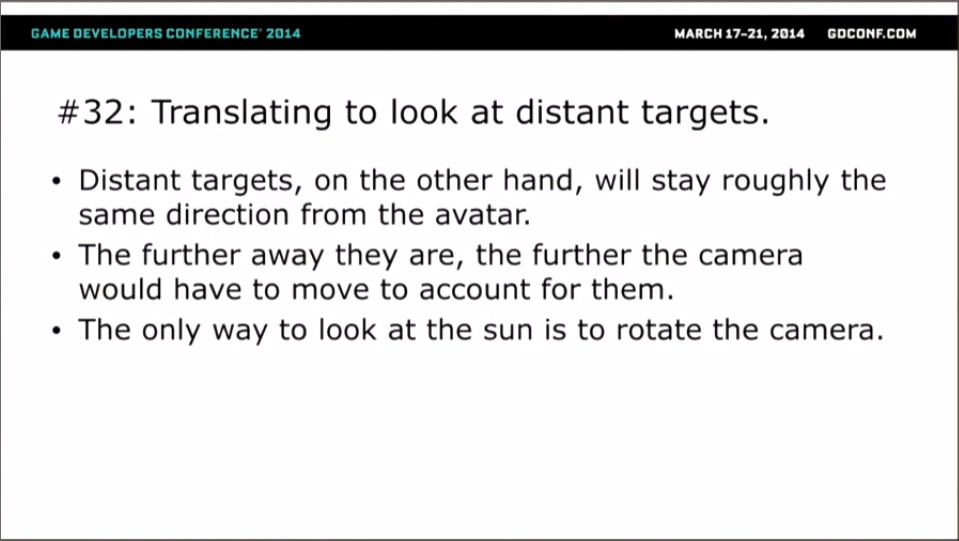 GAME DEVELOPERS CONFERENCE® 2014
MARCH 17–21, 2014 GDCONF.COM
#32: Translating to look at distant targets.
• Distant targets, on the other hand, will stay roughly the
same direction from the avatar.
• The further away they are, the further the camera
would have to move to account for them.
• The only way to look at the sun is to rotate the camera.